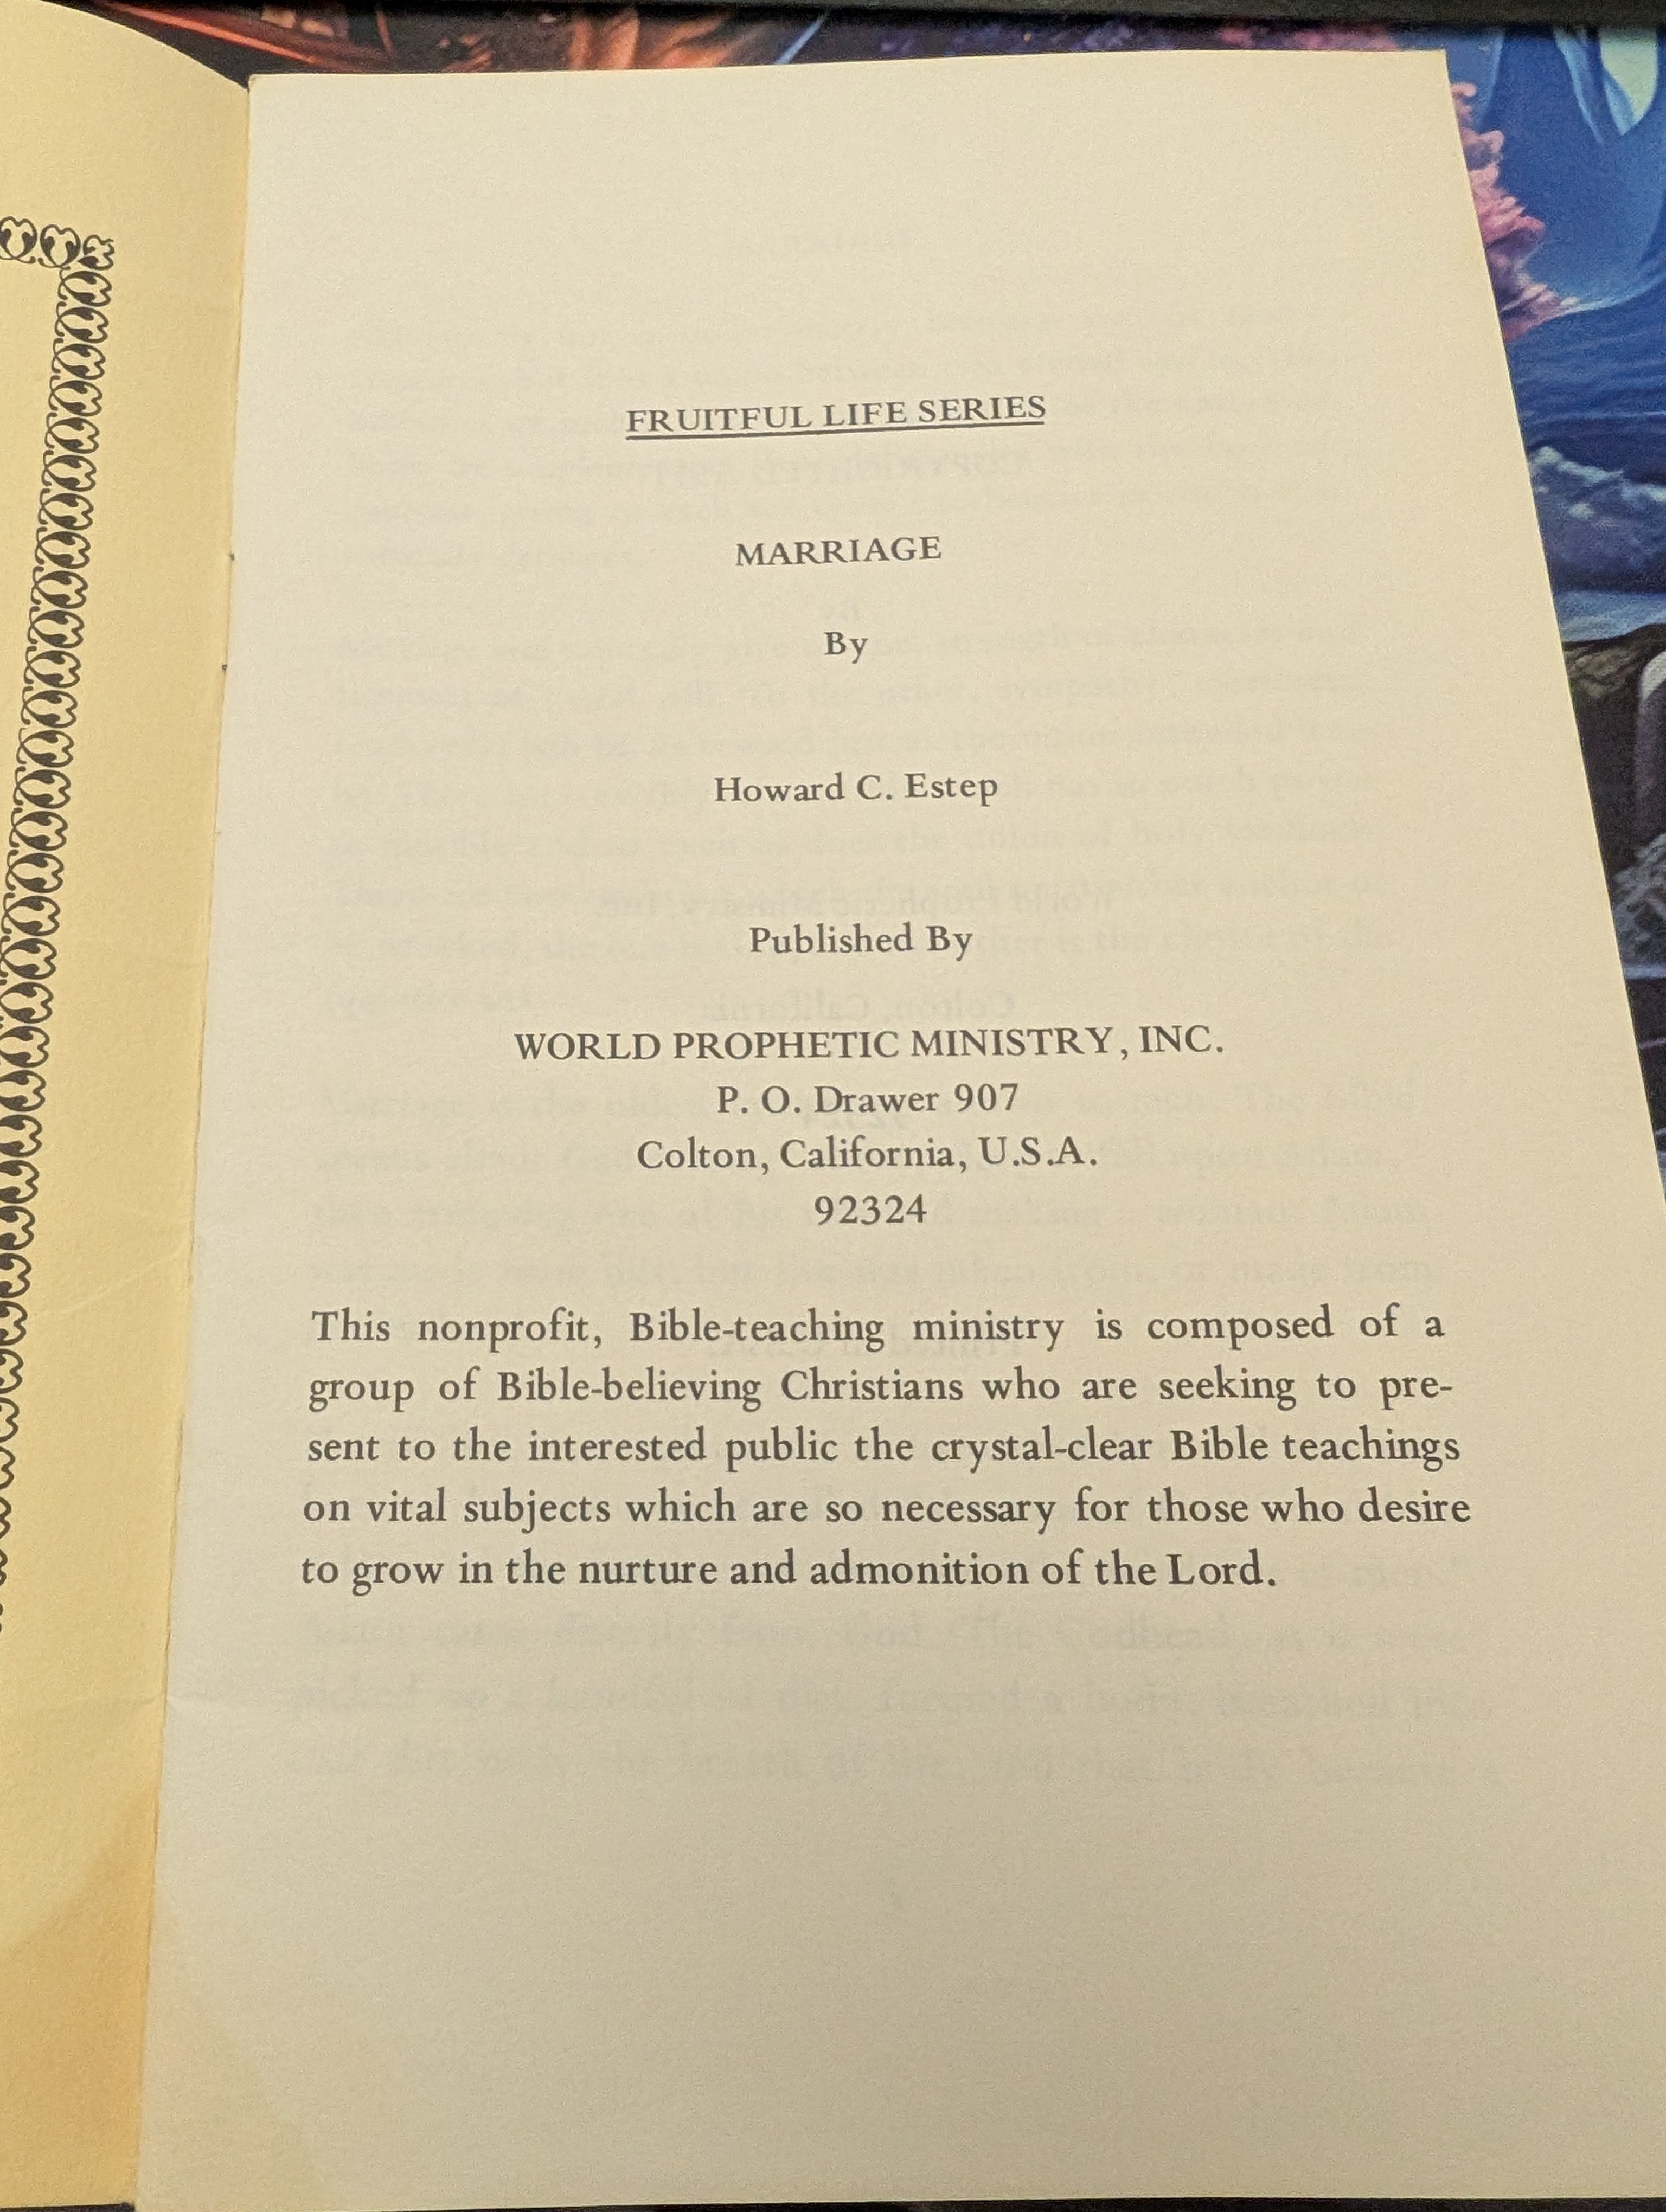 FRUITFUL LIFE SERIES
MARRIAGE
By
Howard C. Estep
Published By
WORLD PROPHETIC MINISTRY, INC.
P. O. Drawer 907
Colton, California, U.S.A.
92324
This nonprofit, Bible-teaching ministry is composed of a
group of Bible-believing Christians who are seeking to pre-
sent to the interested public the crystal-clear Bible teachings
on vital subjects which are so necessary for those who desire
to grow in the nurture and admonition of the Lord.